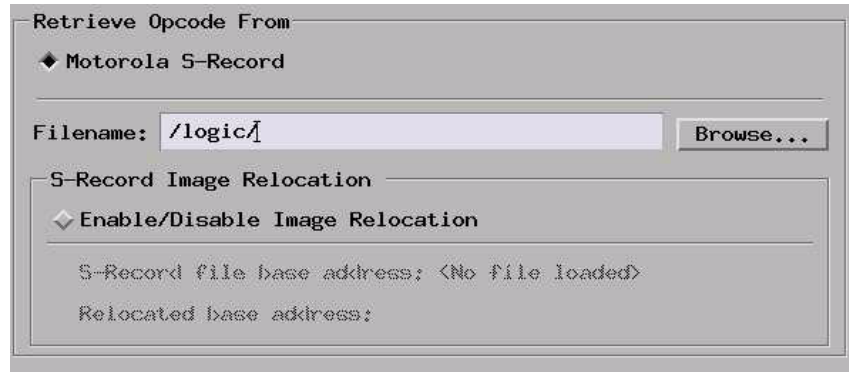 Retrieve Opcode From
Motorola S-Record
Filename: /logic/ Browse...
S-Record Image Relocation
Enable/Disable Image Relocation
S-Record file base address: <No file loaded>
Relocated base address: